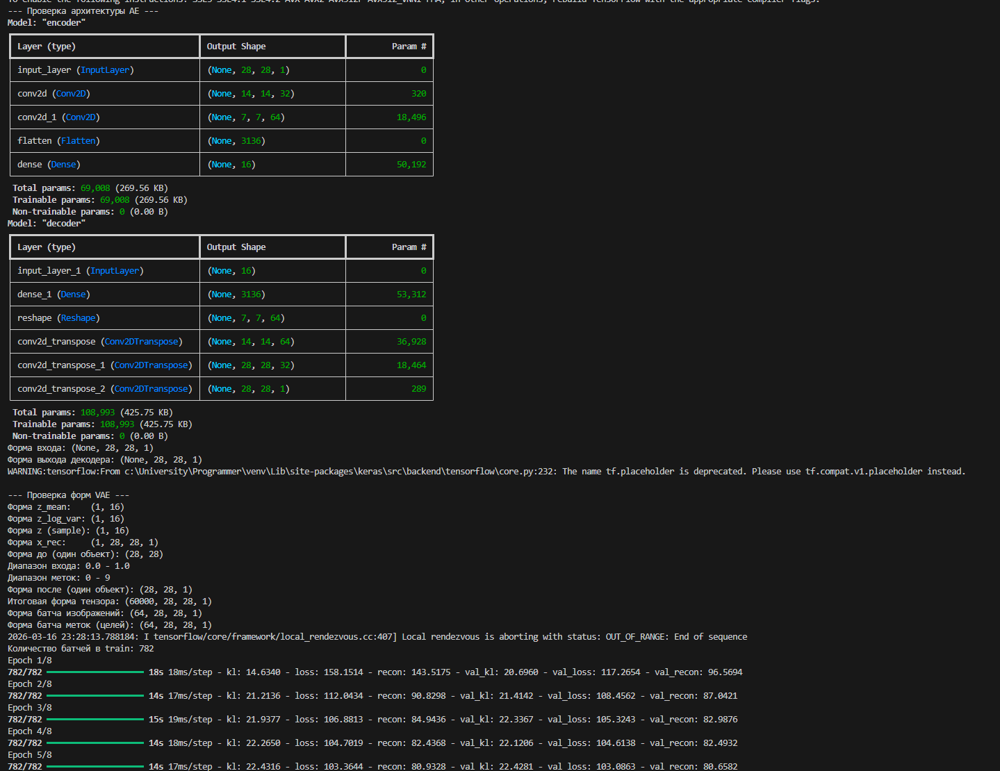 To enable the following instructions: SSE3 SSE4.1 SSE4.2 AVX AVX2 AVX512F AVX512_VNNI FMA, in other operations, rebuild TensorFlow with the appropriate compiler flags.
--- Проверка архитектуры AE ---
Model: "encoder"
Layer (type) Output Shape Param #
input_layer (InputLayer) (None, 28, 28, 1) 0
conv2d (Conv2D) (None, 14, 14, 32) 320
conv2d_1 (Conv2D) (None, 7, 7, 64) 18,496
flatten (Flatten) (None, 3136) 0
dense (Dense) (None, 16) 50,192
Total params: 69,008 (269.56 KB)
Trainable params: 69,008 (269.56 KB)
Non-trainable params: 0 (0.00 B)
Model: "decoder"
Layer (type) Output Shape Param #
input_layer_1 (InputLayer) (None, 16) 0
dense_1 (Dense) (None, 3136) 53,312
reshape (Reshape) (None, 7, 7, 64) 0
conv2d_transpose (Conv2DTranspose) (None, 14, 14, 64) 36,928
conv2d_transpose_1 (Conv2DTranspose) (None, 28, 28, 32) 18,464
conv2d_transpose_2 (Conv2DTranspose) (None, 28, 28, 1) 289
Total params: 108,993 (425.75 KB)
Trainable params: 108,993 (425.75 KB)
Non-trainable params: 0 (0.00 B)
Форма входа: (None, 28, 28, 1)
Форма выхода декодера: (None, 28, 28, 1)
WARNING:tensorflow:From c:\University\Programmer\venv\Lib\site-packages\keras\src\backend\tensorflow\core.py:232: The name tf.placeholder is deprecated. Please use tf.compat.v1.placeholder instead.
--- Проверка форм VAE ---
Форма z_mean: (1, 16)
Форма z_log_var: (1, 16)
Форма z (sample): (1, 16)
Форма x_rec: (1, 28, 28, 1)
Форма до (один объект): (28, 28)
Диапазон входа: 0.0 - 1.0
Диапазон меток: 0 - 9
Форма после (один объект): (28, 28, 1)
Итоговая форма тензора: (60000, 28, 28, 1)
Форма батча изображений: (64, 28, 28, 1)
Форма батча меток (целей): (64, 28, 28, 1)
2026-03-16 23:28:13.788184: I tensorflow/core/framework/local_rendezvous.cc:407] Local rendezvous is aborting with status: OUT_OF_RANGE: End of sequence
Количество батчей в train: 782
Epoch 1/8
782/782 18s 18ms/step - kl: 14.6340 - loss: 158.1514 - recon: 143.5175 - val_kl: 20.6960 - val_loss: 117.2654 - val_recon: 96.5694
Epoch 2/8
782/782 14s 17ms/step - kl: 21.2136 - loss: 112.0434 - recon: 90.8298 - val_kl: 21.4142 - val_loss: 108.4562 - val_recon: 87.0421
Epoch 3/8
782/782 15s 19ms/step - kl: 21.9377 - loss: 106.8813 - recon: 84.9436 - val_kl: 22.3367 - val_loss: 105.3243 - val_recon: 82.9876
Epoch 4/8
782/782 14s 18ms/step - kl: 22.2650 - loss: 104.7019 - recon: 82.4368 - val_kl: 22.1206 - val_loss: 104.6138 - val_recon: 82.4932
Epoch 5/8
782/782 14s 17ms/step - kl: 22.4316 - loss: 103.3644 - recon: 80.9328 - val_kl: 22.4281 - val_loss: 103.0863 - val_recon: 80.6582